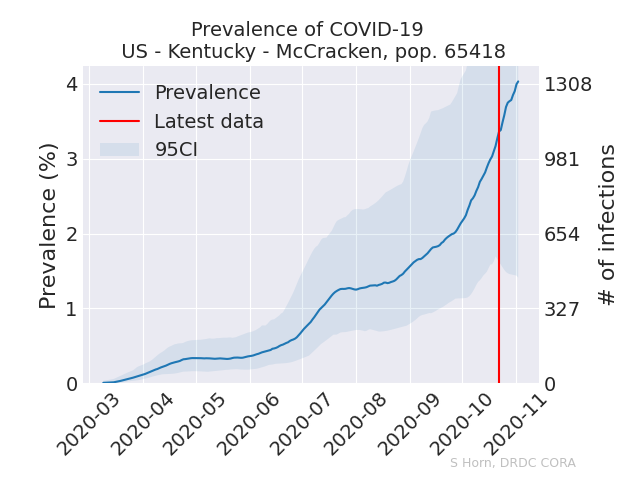 Prevalence of COVID-19
US - Kentucky - McCracken, pop. 65418
Prevalence
Latest data
95CI
Prevalence (%)
4
3
2
1
0
1308
981
654
327
0
# of infections
2020-03
2020-04
2020-05
2020-06
2020-07
2020-08
2020-09
2020-10
2020-11
S Horn, DRDC CORA